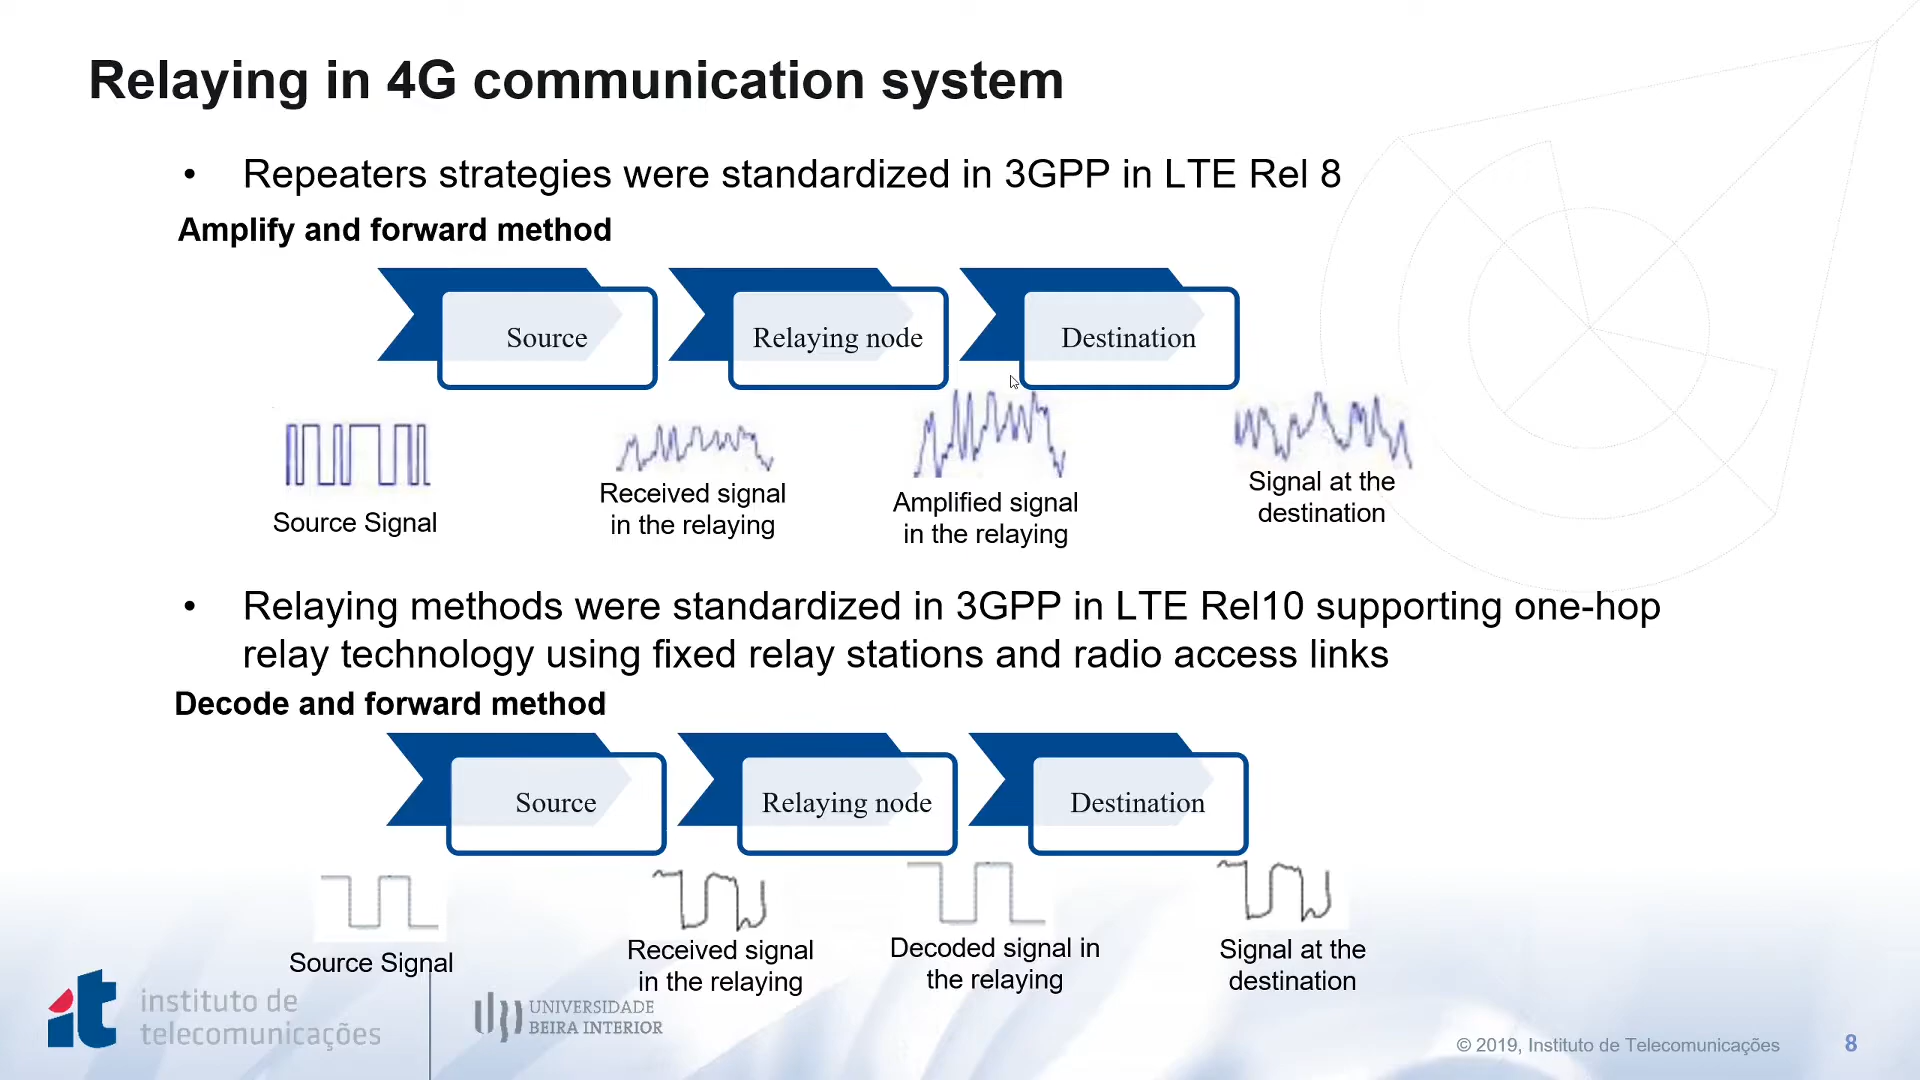 Relaying in 4G communication system
• Repeaters strategies were standardized in 3GPP in LTE Rel 8
Amplify and forward method
Source
Relaying node
Destination
Source Signal
Received signal
in the relaying
Amplified signal
in the relaying
Signal at the
destination
• Relaying methods were standardized in 3GPP in LTE Rel10 supporting one-hop
relay technology using fixed relay stations and radio access links
Decode and forward method
Source
Relaying node
Destination
Source Signal
Received signal
in the relaying
Decoded signal in
the relaying
Signal at the
destination
it instituto de
telecomunicações
UNIVERSIDADE
BEIRA INTERIOR
© 2019, Instituto de Telecomunicações
8